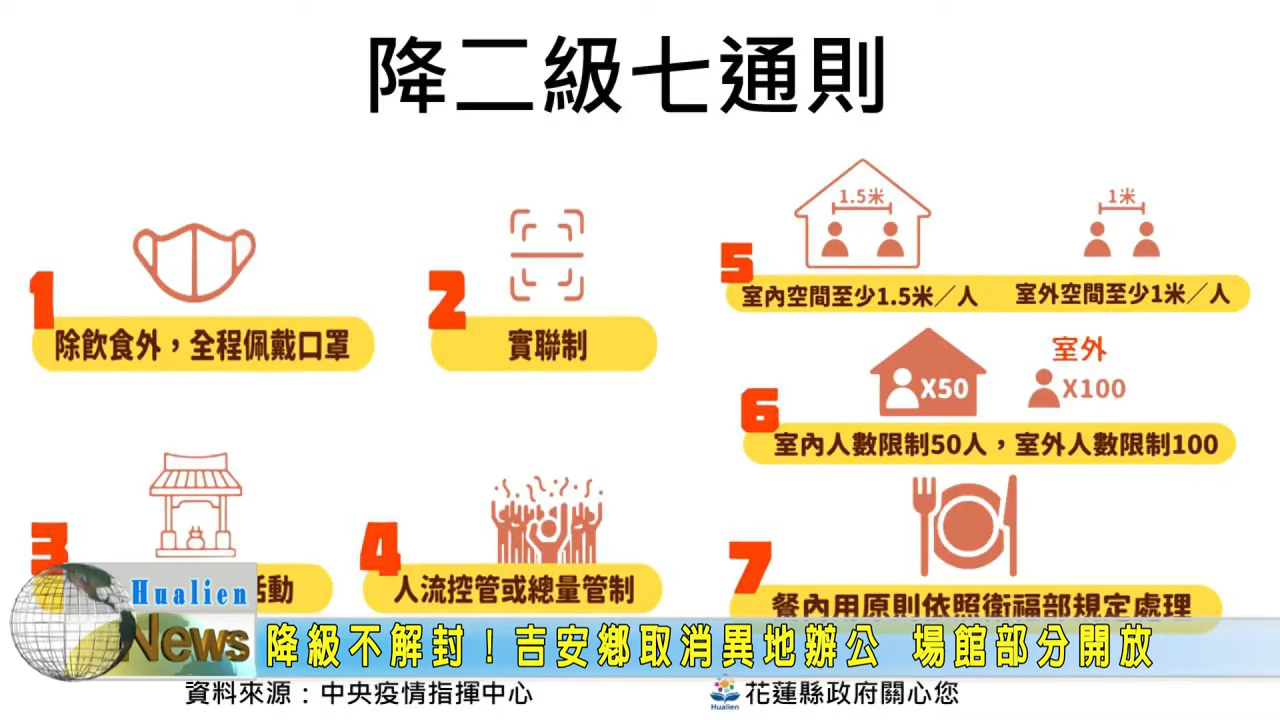 降二級七通則
1
除飲食外，全程佩戴口罩
2
實聯制
3
活動
4
人流控管或總量管制
1.5米
1米
5
室內空間至少1.5米／人
室外空間至少1米／人
X50
室外
X100
6
室內人數限制50人，室外人數限制100
7
餐內用原則依照衛福部規定處理
Hualien
News
降級不解封！吉安鄉取消異地辦公 場館部分開放
資料來源：中央疫情指揮中心
Hualien
花蓮縣政府關心您